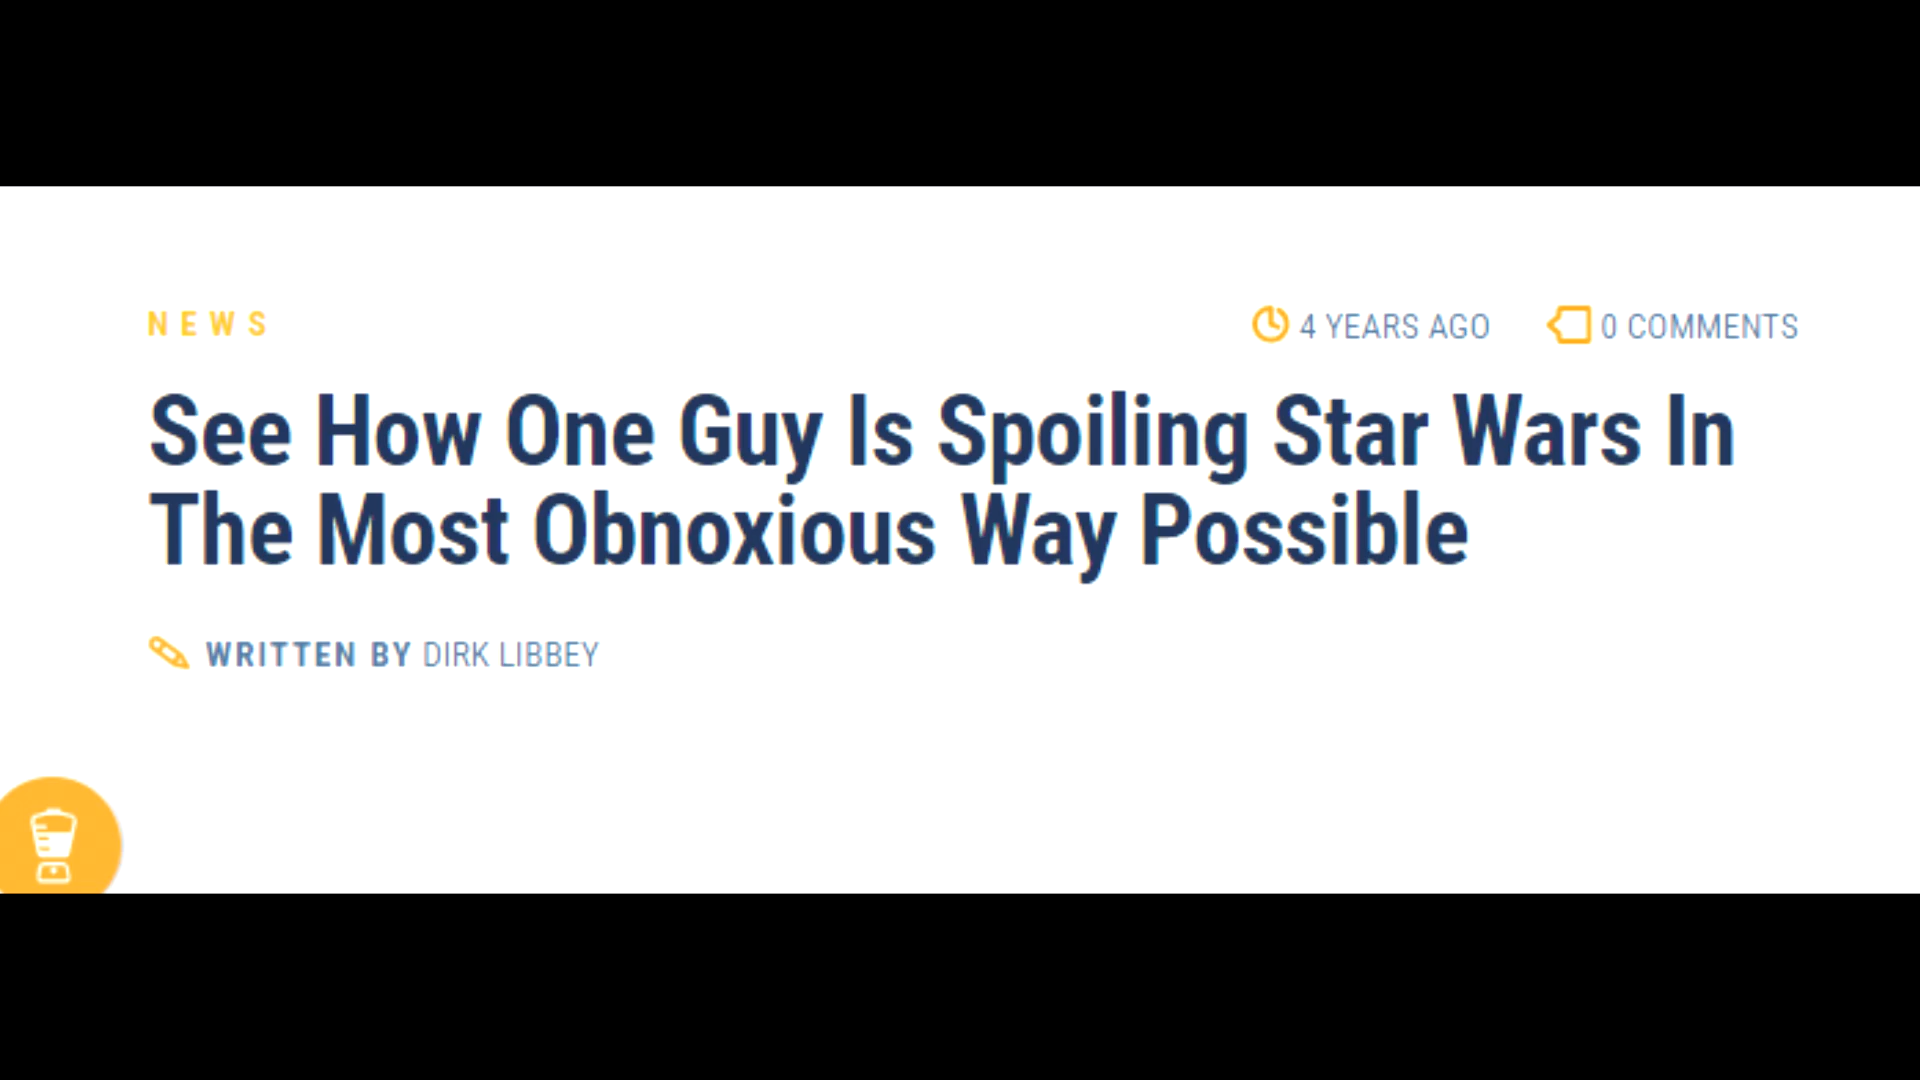 NEWS
4 YEARS AGO
0 COMMENTS
See How One Guy Is Spoiling Star Wars In
The Most Obnoxious Way Possible
WRITTEN BY DIRK LIBBEY